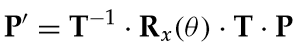 P′ = T⁻¹ · Rₓ(θ) · T · P